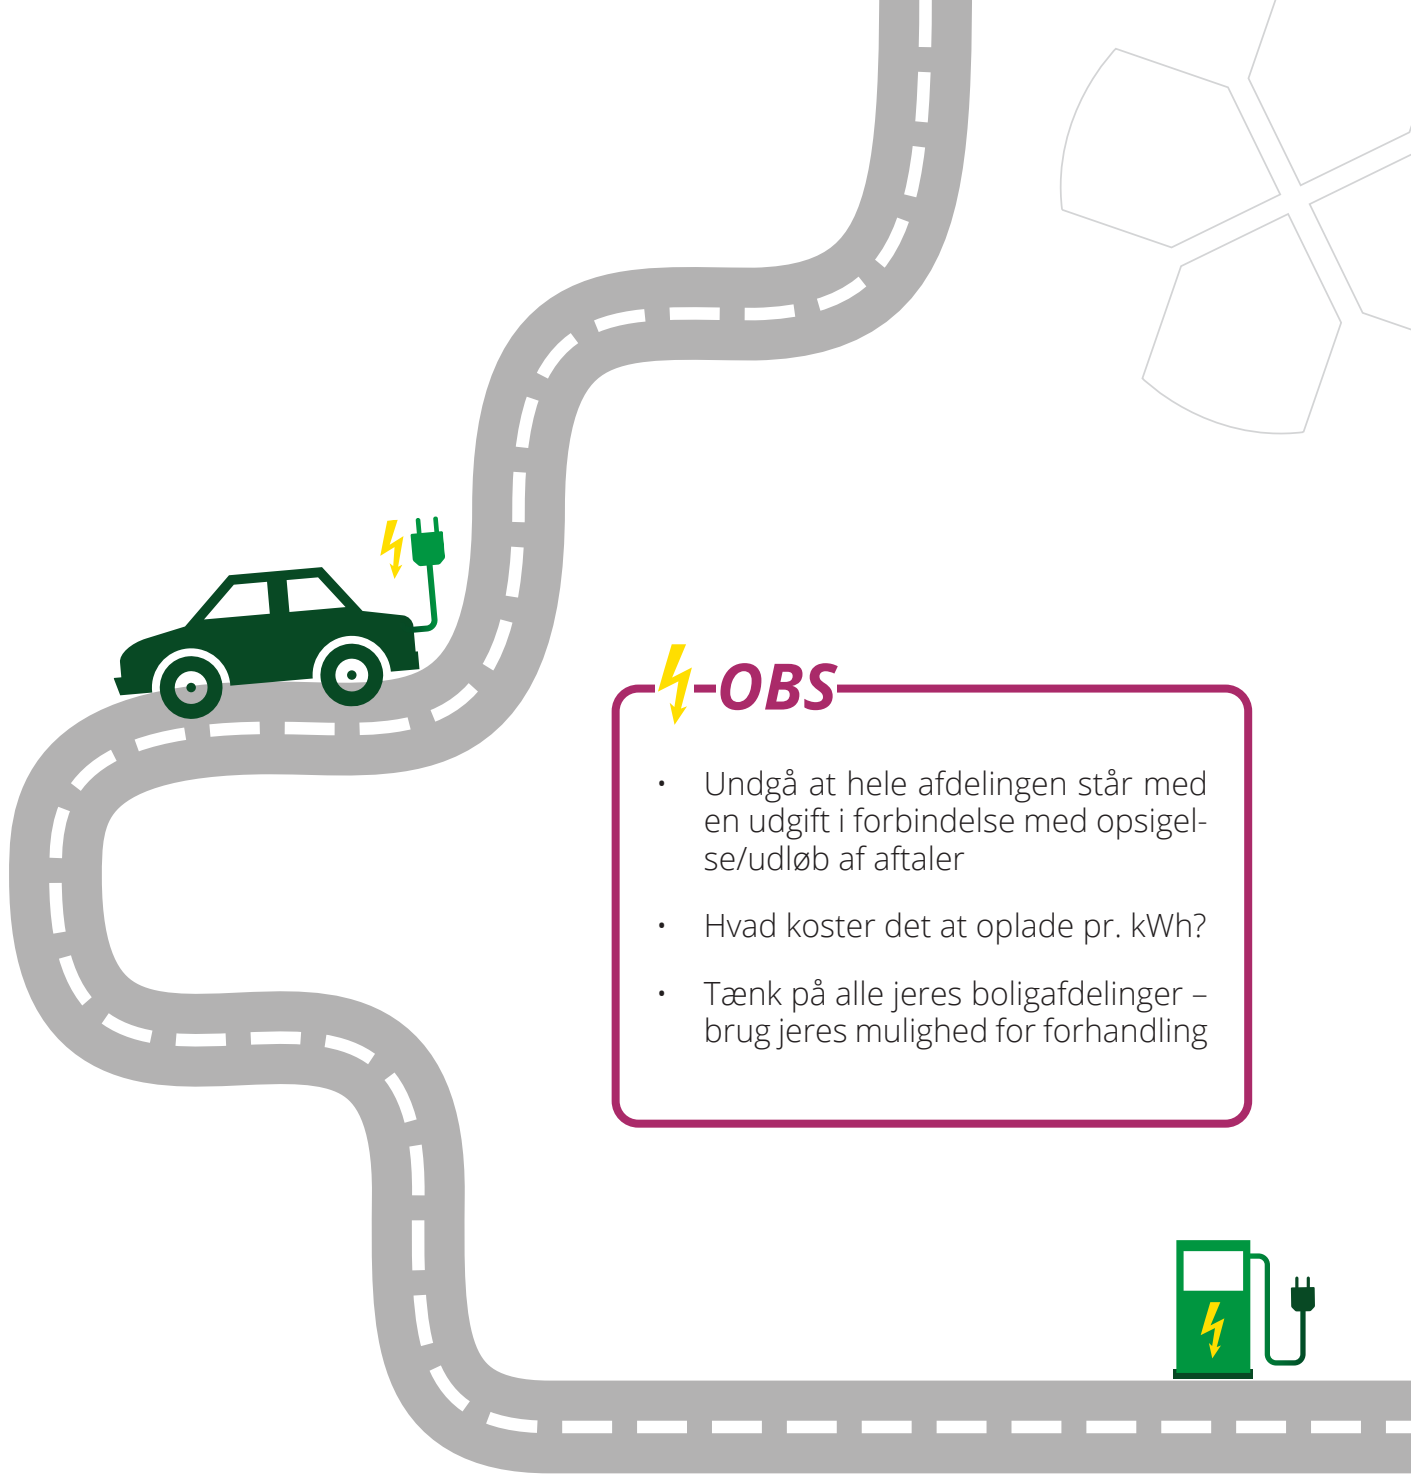 OBS
• Undgå at hele afdelingen står med
en udgift i forbindelse med opsigel-
se/udløb af aftaler
• Hvad koster det at oplade pr. kWh?
• Tænk på alle jeres boligafdelinger –
brug jeres mulighed for forhandling